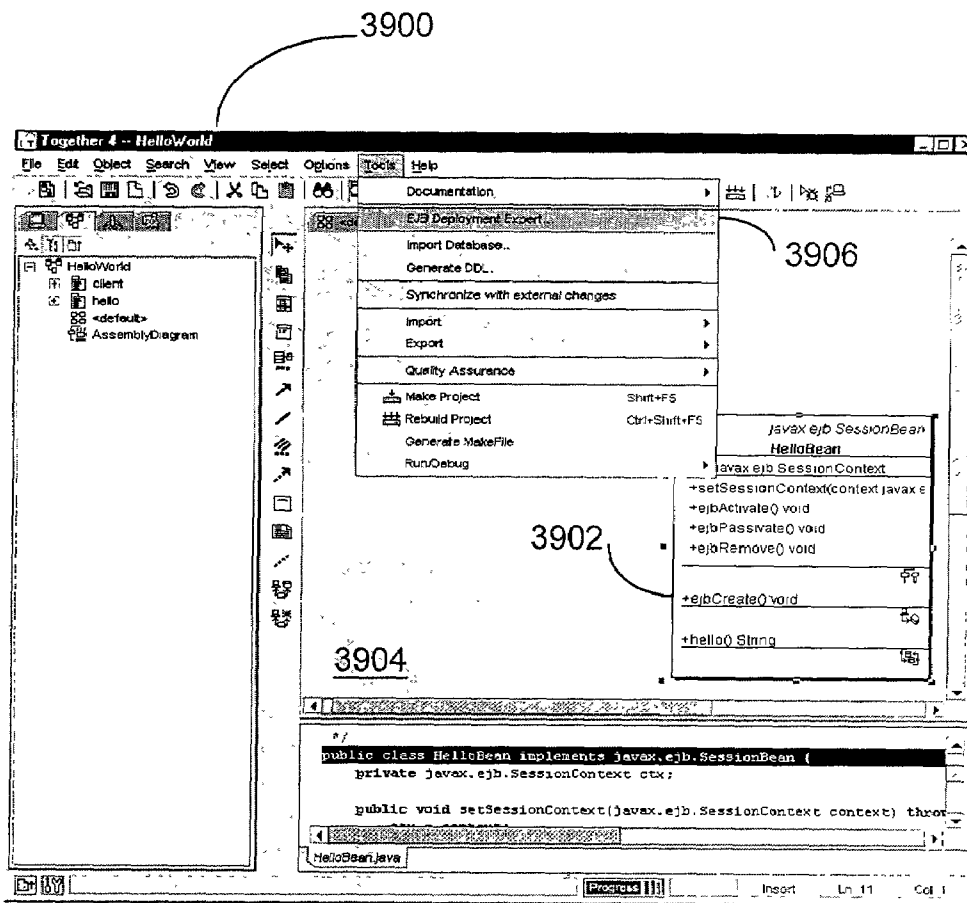 3900
Together 4 -- HelloWorld
File Edit Object Search View Select Options Tools Help
Documentation
EJB Deployment Expert...
3906
Import Database..
Generate DDL..
Synchronize with external changes
Import
Export
Quality Assurance
Make Project Shift+F5
Rebuild Project Ctrl+Shift+F5
Generate MakeFile
Run/Debug
HelloWorld
client
hello
<default>
AssemblyDiagram
javax ejb SessionBean
HelloBean
javax ejb SessionContext
+setSessionContext(context javax e
+ejbActivate() void
+ejbPassivate() void
+ejbRemove() void
3902
+ejbCreate() void
+hello() String
3904
*/
public class HelloBean implements javax.ejb.SessionBean {
private javax.ejb.SessionContext ctx;
public void setSessionContext(javax.ejb.SessionContext context) throw
HelloBean.java
Progress Insert Ln 11 Col 1